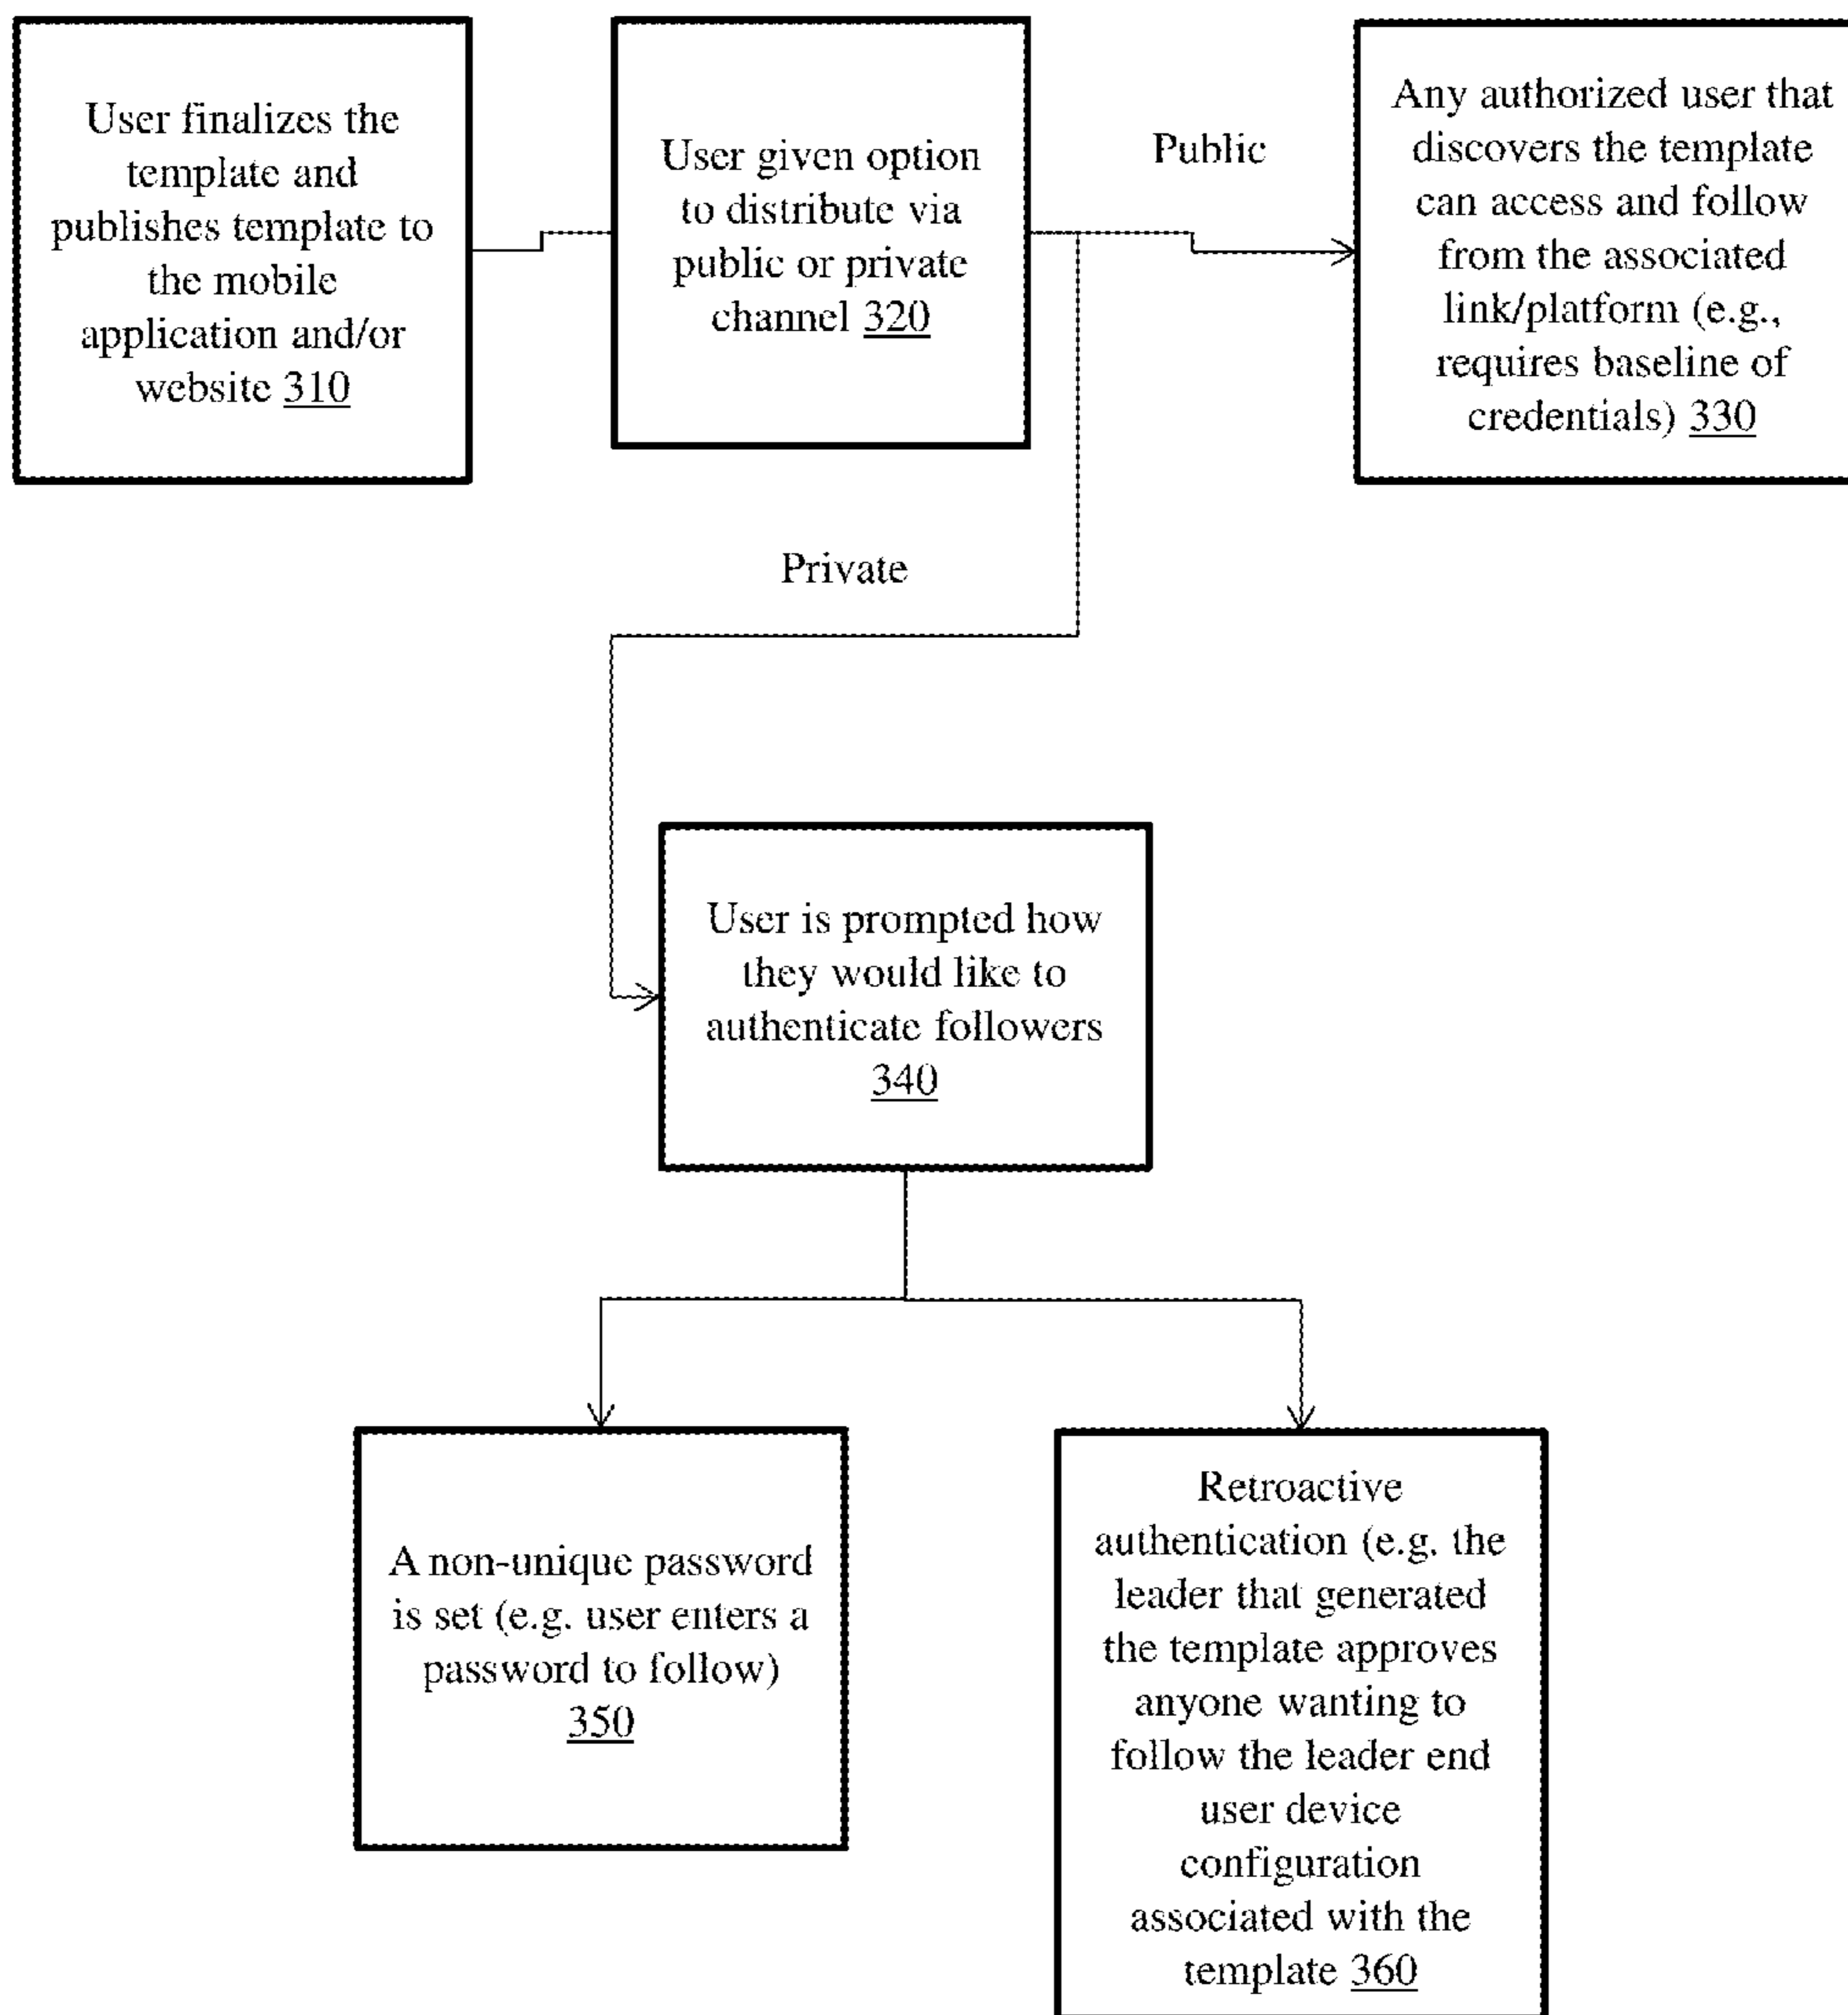 User finalizes the
template and
publishes template to
the mobile
application and/or
website 310
User given option
to distribute via
public or private
channel 320
Public
Any authorized user that
discovers the template
can access and follow
from the associated
link/platform (e.g.,
requires baseline of
credentials) 330
Private
User is prompted how
they would like to
authenticate followers
340
A non-unique password
is set (e.g. user enters a
password to follow)
350
Retroactive
authentication (e.g. the
leader that generated
the template approves
anyone wanting to
follow the leader end
user device
configuration
associated with the
template 360